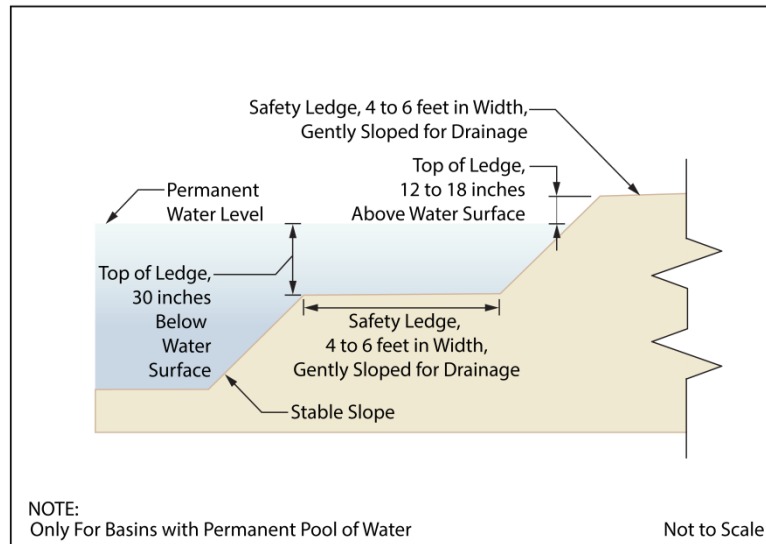 Safety Ledge, 4 to 6 feet in Width,
Gently Sloped for Drainage
Top of Ledge,
12 to 18 inches
Above Water Surface
Permanent
Water Level
Top of Ledge,
30 inches
Below
Water
Surface
Safety Ledge,
4 to 6 feet in Width,
Gently Sloped for Drainage
Stable Slope
NOTE:
Only For Basins with Permanent Pool of Water
Not to Scale